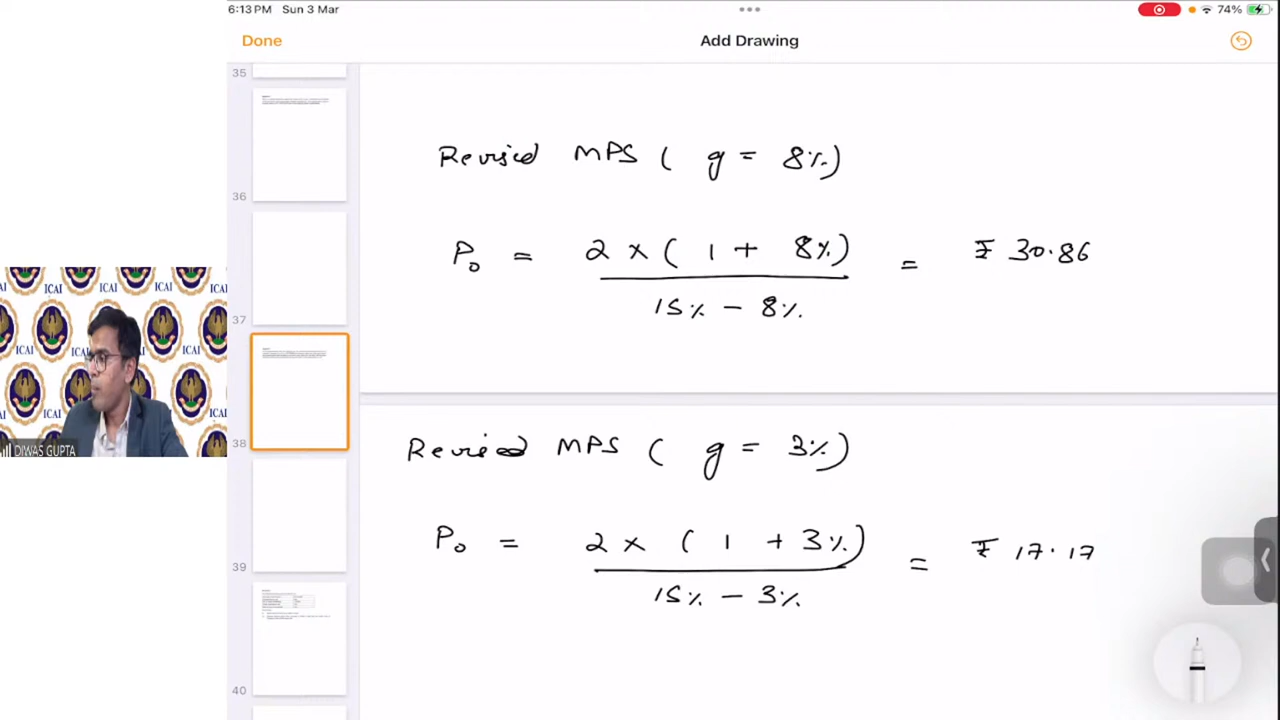 6:13 PM Sun 3 Mar
74%
Done
Add Drawing
35
36
37
38
39
40
Revised MPS ( g = 8%)
P₀ = 2 x ( 1 + 8%) = ₹ 30.86
15% - 8%
Revised MPS ( g = 3%)
P₀ = 2 x ( 1 + 3%) = ₹ 17.17
15% - 3%
ICAI
ICAI
ICAI
DIWAS GUPTA